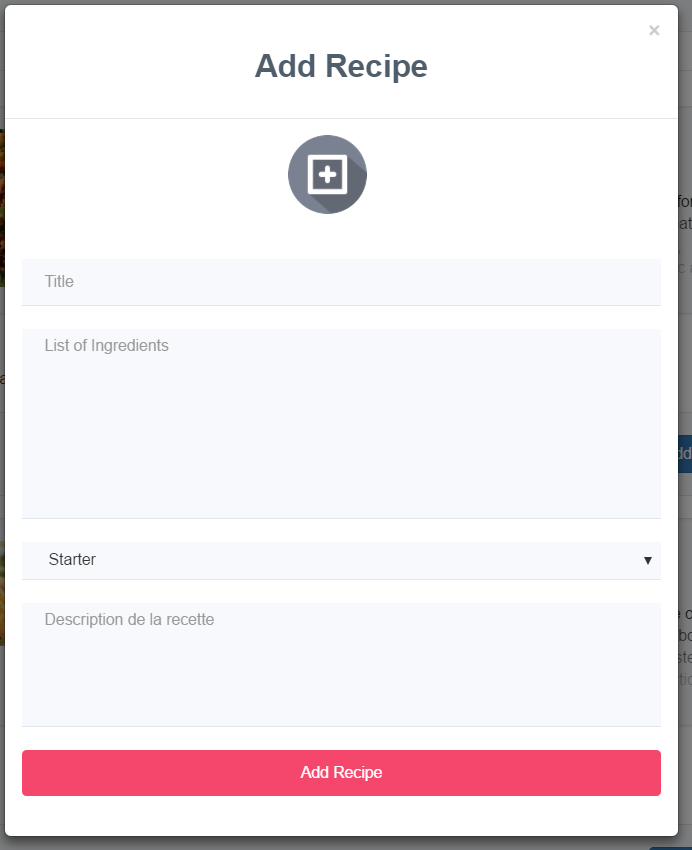 ×
Add Recipe
Title
List of Ingredients
Starter
Description de la recette
Add Recipe